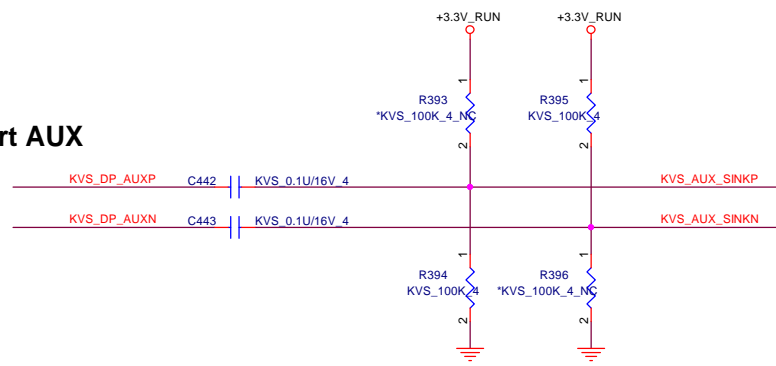 +3.3V_RUN
+3.3V_RUN
1
1
R393
*KVS_100K_4_NC
R395
KVS_100K_4
2
2
rt AUX
KVS_DP_AUXP
C442
KVS_0.1U/16V_4
KVS_AUX_SINKP
KVS_DP_AUXN
C443
KVS_0.1U/16V_4
KVS_AUX_SINKN
1
1
R394
KVS_100K_4
R396
*KVS_100K_4_NC
2
2